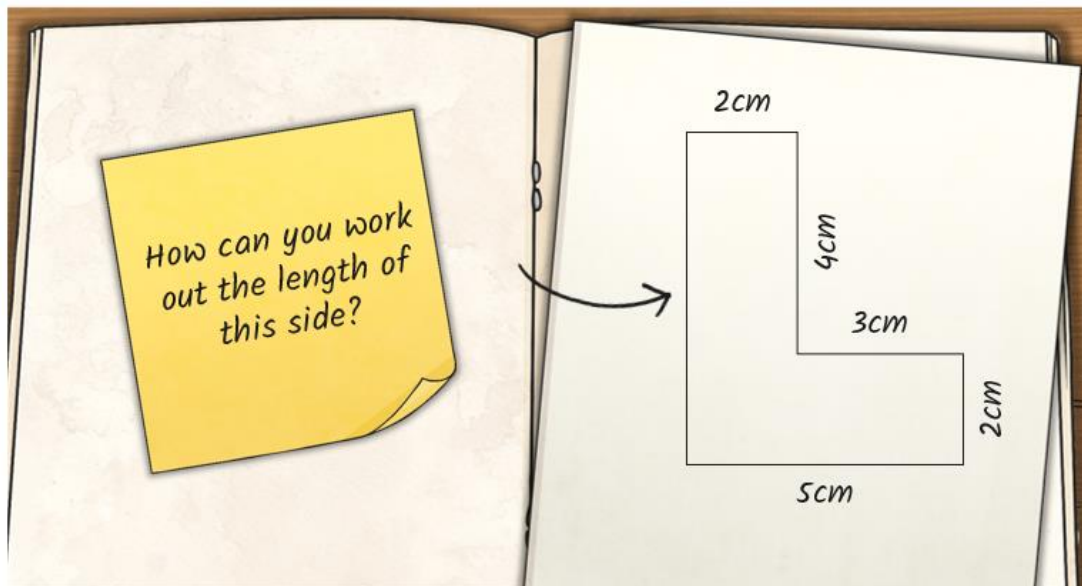 How can you work
out the length of
this side?
2cm
4cm
3cm
2cm
5cm